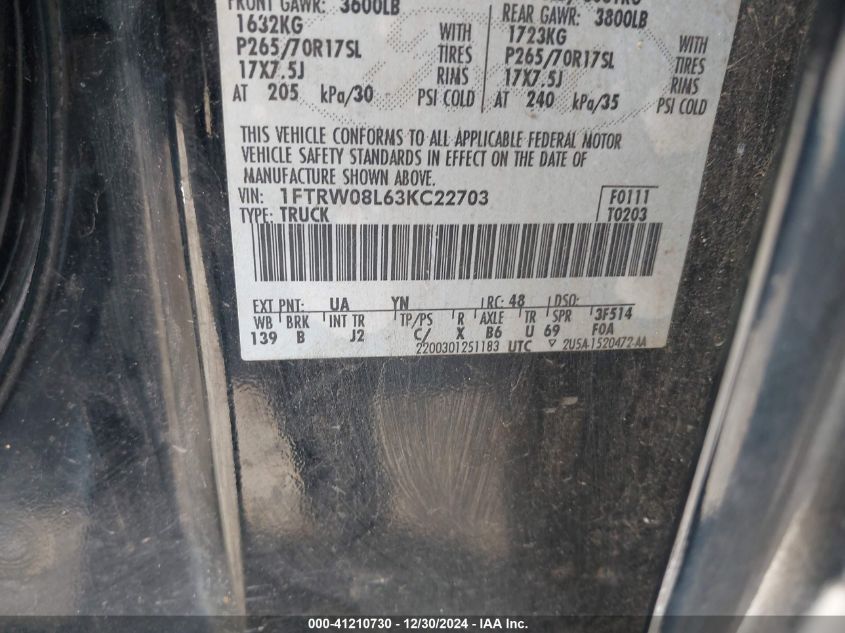 FRONT GAWR: 3600LB
1632KG WITH
P265/70R17SL TIRES
17X7.5J RIMS
AT 205 kPa/30 PSI COLD
REAR GAWR: 3800LB
1723KG WITH
P265/70R17SL TIRES
17X7.5J RIMS
AT 240 kPa/35 PSI COLD
THIS VEHICLE CONFORMS TO ALL APPLICABLE FEDERAL MOTOR
VEHICLE SAFETY STANDARDS IN EFFECT ON THE DATE OF
MANUFACTURE SHOWN ABOVE.
VIN: 1FTRW08L63KC22703 F0111
TYPE: TRUCK T0203
EXT PNT: UA YN RC: 48 DSO:
WB BRK INT TR TP/PS R AXLE TR SPR 3F514
139 B J2 C/ X B6 U 69 F0A
2200301251183 UTC ▽ 2U5A-1520472-AA
000-41210730 - 12/30/2024 - IAAI Inc.